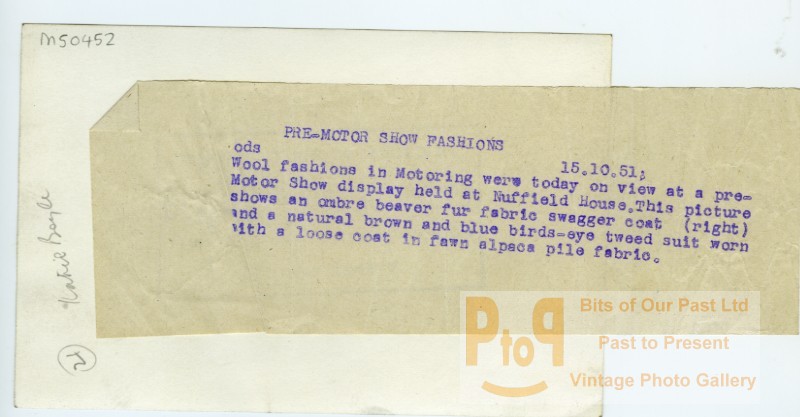 M50452
PRE=MOTOR SHOW FASHIONS
ods 15.10.51;
Wool fashions in Motoring were today on view at a pre=
Motor Show display held at Nuffield House.This picture
shows an ombre beaver fur fabric swagger coat (right)
and a natural brown and blue birds=eye tweed suit worn
with a loose coat in fawn alpaca pile fabric.
Katie Boyle
PtoP
Bits of Our Past Ltd
Past to Present
Vintage Photo Gallery